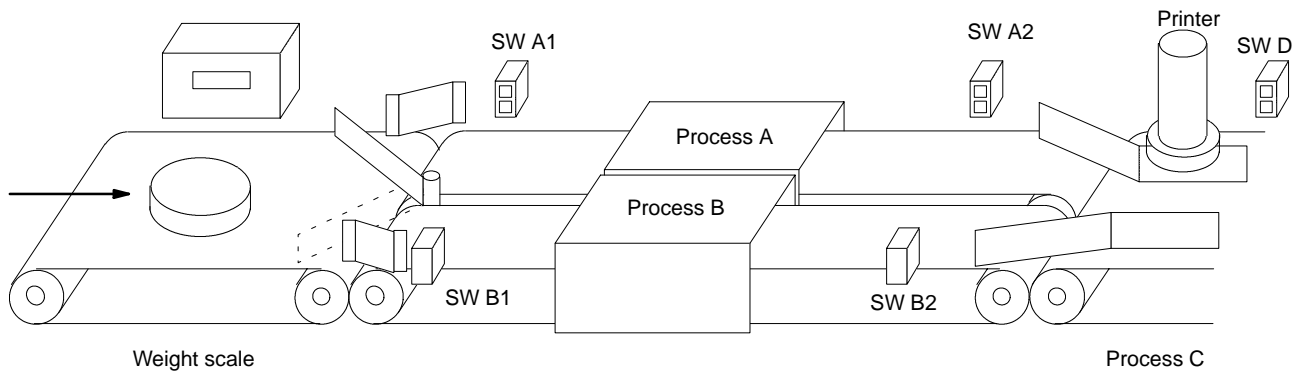 Printer
SW A1
SW A2
SW D
Process A
Process B
SW B1
SW B2
Weight scale
Process C